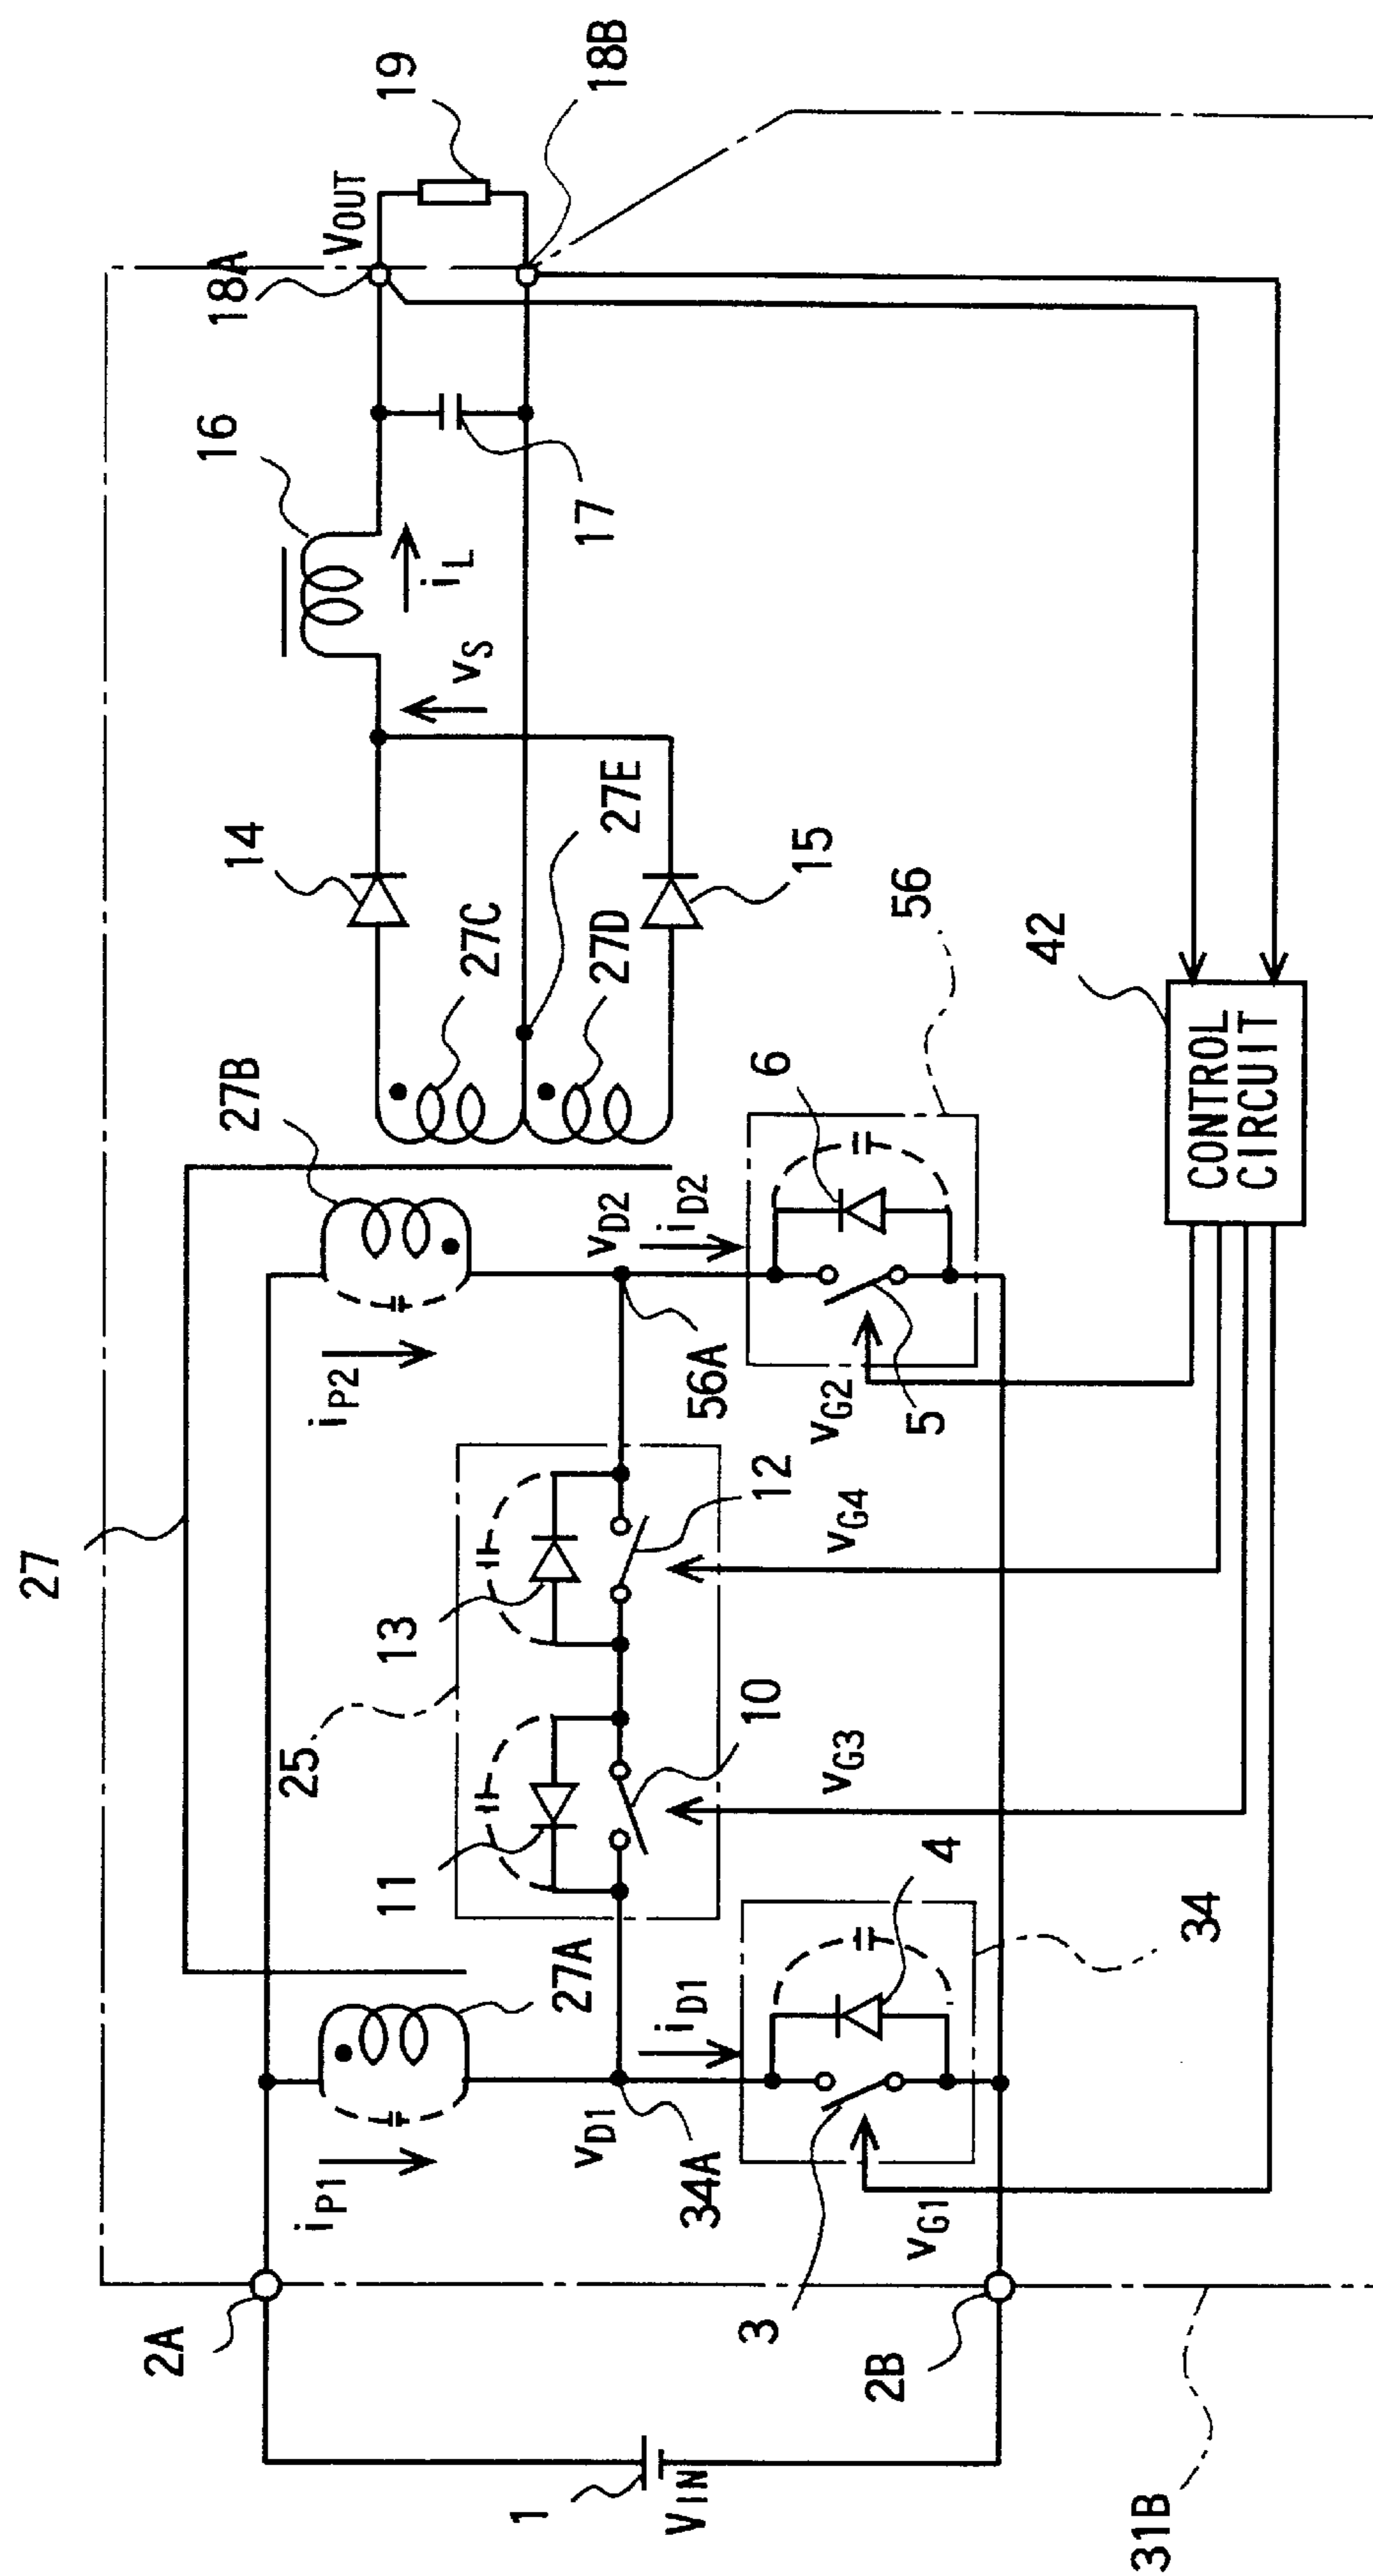 27
27B
14
16
18A
VOUT
19
18B
iP1
iP2
27C
27E
vS
iL
17
27D
15
2A
1
VIN
27A
25
11
13
vD1
34A
iD1
10
12
56A
vD2
iD2
6
56
3
vG1
4
34
vG3
vG4
vG2
5
42
CONTROL
CIRCUIT
2B
31B